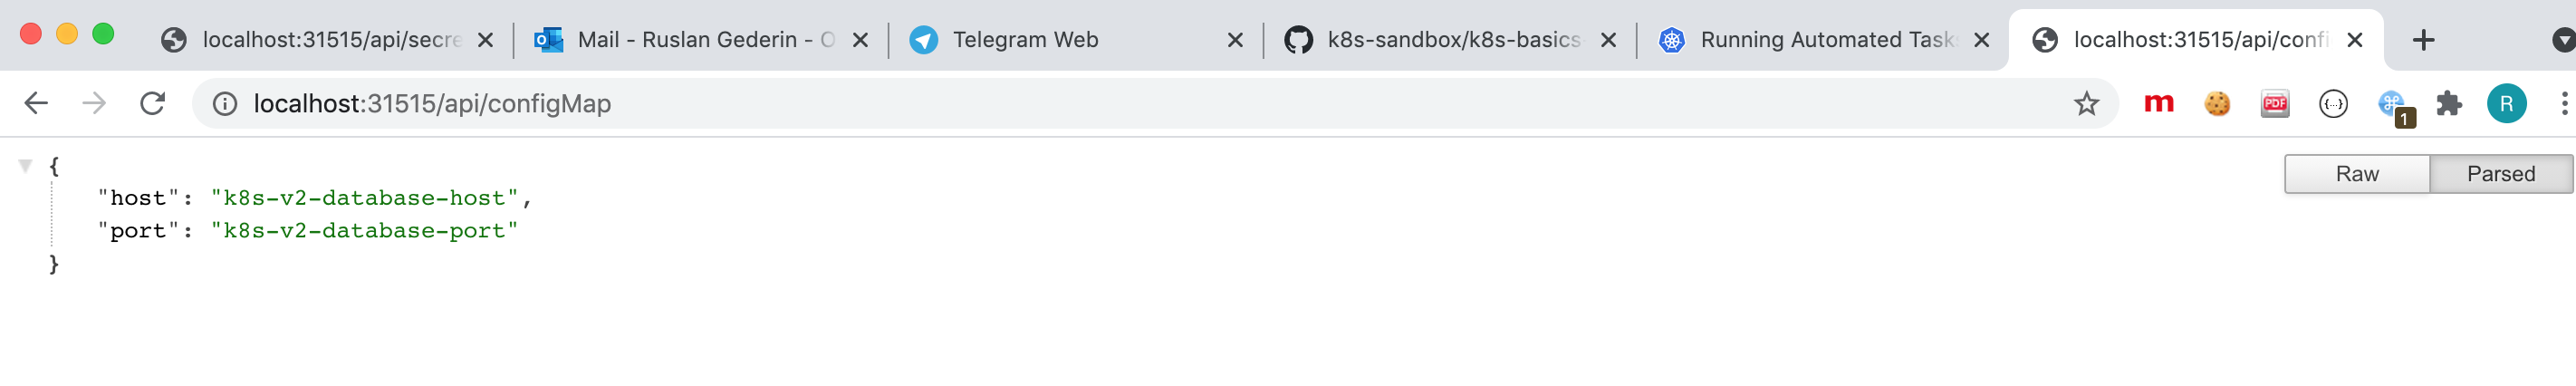 localhost:31515/api/secre
Mail - Ruslan Gederin - O
Telegram Web
k8s-sandbox/k8s-basics-
Running Automated Task
localhost:31515/api/confi
localhost:31515/api/configMap
m
PDF
{...}
1
R
{
Raw
Parsed
"host": "k8s-v2-database-host",
"port": "k8s-v2-database-port"
}